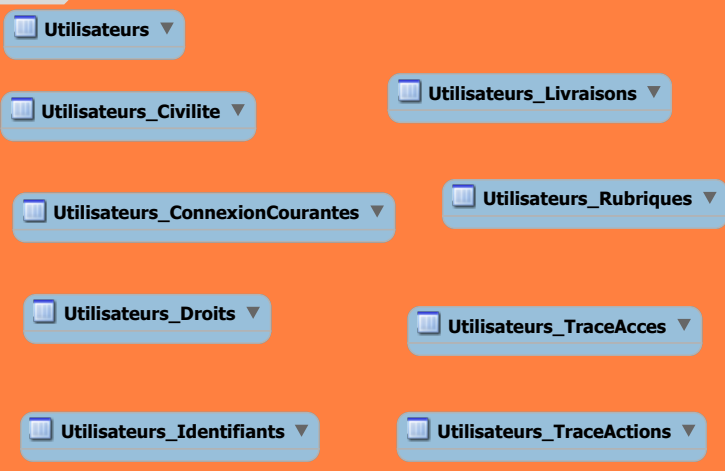 Utilisateurs
Utilisateurs_Civilite
Utilisateurs_ConnexionCourantes
Utilisateurs_Droits
Utilisateurs_Identifiants
Utilisateurs_Livraisons
Utilisateurs_Rubriques
Utilisateurs_TraceAcces
Utilisateurs_TraceActions